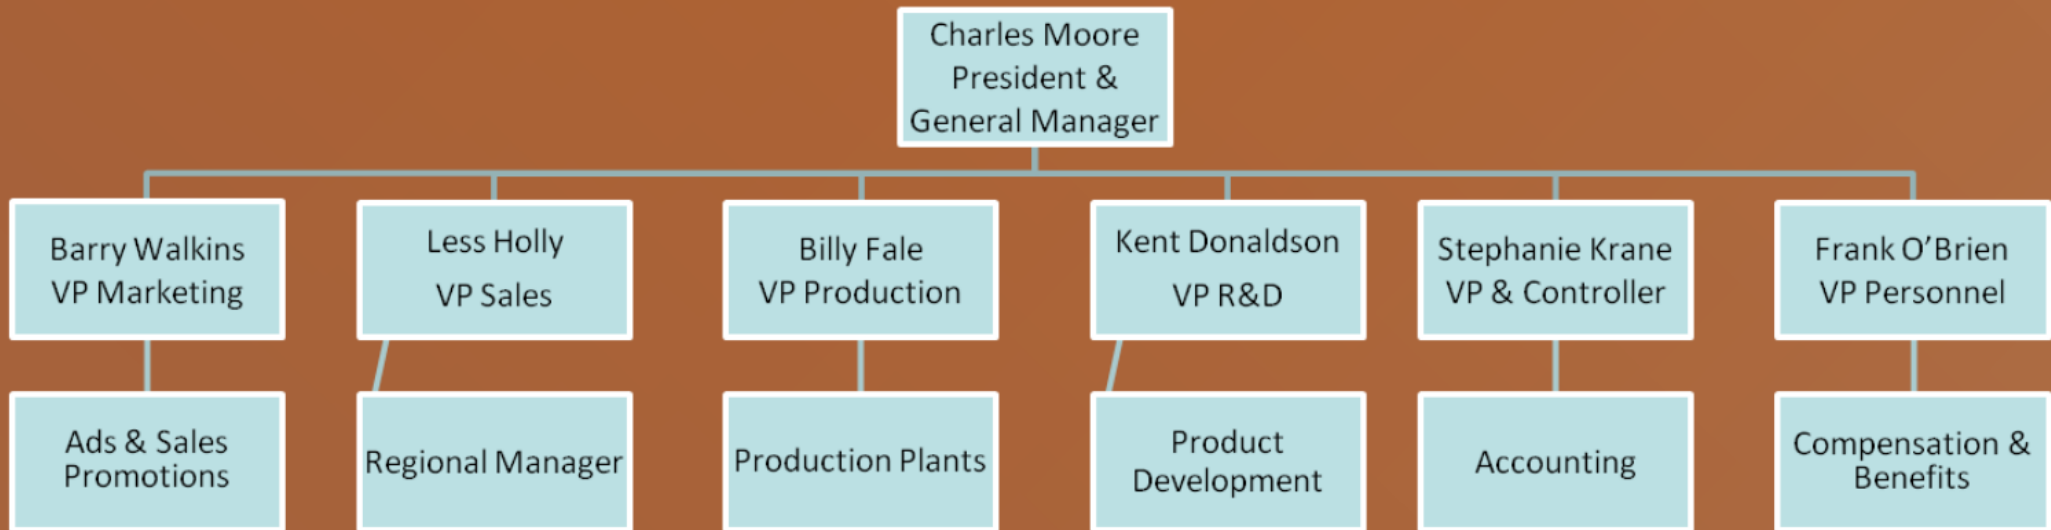 Charles Moore
President &
General Manager
Barry Walkins
VP Marketing
Less Holly
VP Sales
Billy Fale
VP Production
Kent Donaldson
VP R&D
Stephanie Krane
VP & Controller
Frank O’Brien
VP Personnel
Ads & Sales
Promotions
Regional Manager
Production Plants
Product
Development
Accounting
Compensation &
Benefits